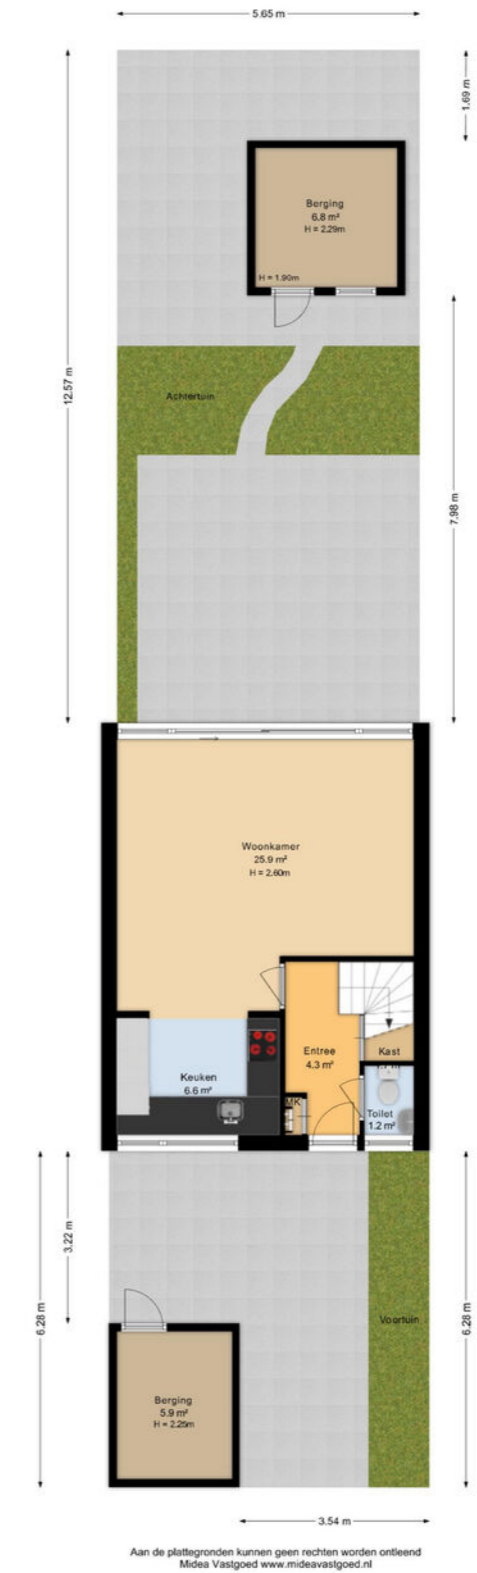 5.65 m
1.69 m
Berging
6.8 m²
H = 2.29m
H = 1.90m
12.57 m
Achtertuin
7.98 m
Woonkamer
25.9 m²
H = 2.60m
Entree
4.3 m²
Kast
Keuken
6.6 m²
MK
Toilet
1.2 m²
3.22 m
6.28 m
6.28 m
Voortuin
Berging
5.9 m²
H = 2.25m
3.54 m
Aan de plattegronden kunnen geen rechten worden ontleend
Midea Vastgoed www.mideavastgoed.nl